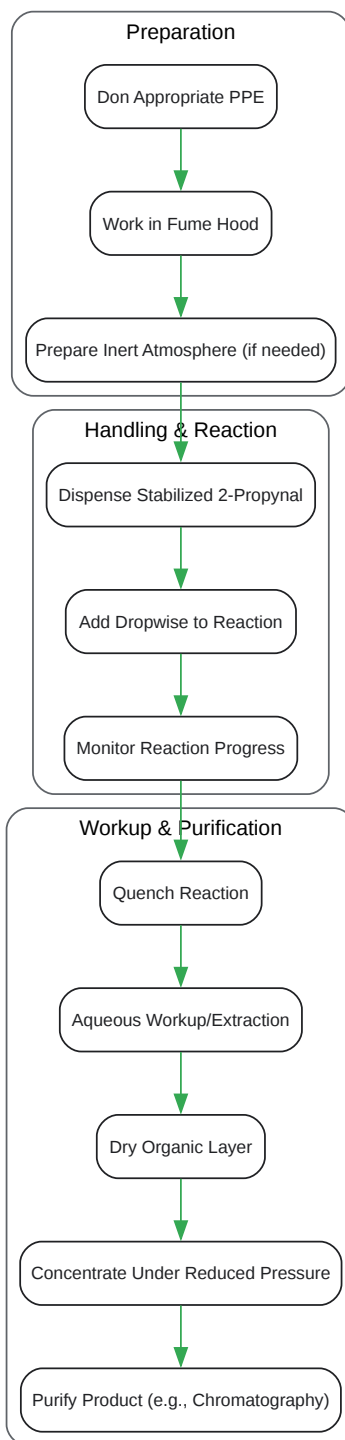 Preparation
Don Appropriate PPE
Work in Fume Hood
Prepare Inert Atmosphere (if needed)
Handling & Reaction
Dispense Stabilized 2-Propynal
Add Dropwise to Reaction
Monitor Reaction Progress
Workup & Purification
Quench Reaction
Aqueous Workup/Extraction
Dry Organic Layer
Concentrate Under Reduced Pressure
Purify Product (e.g., Chromatography)